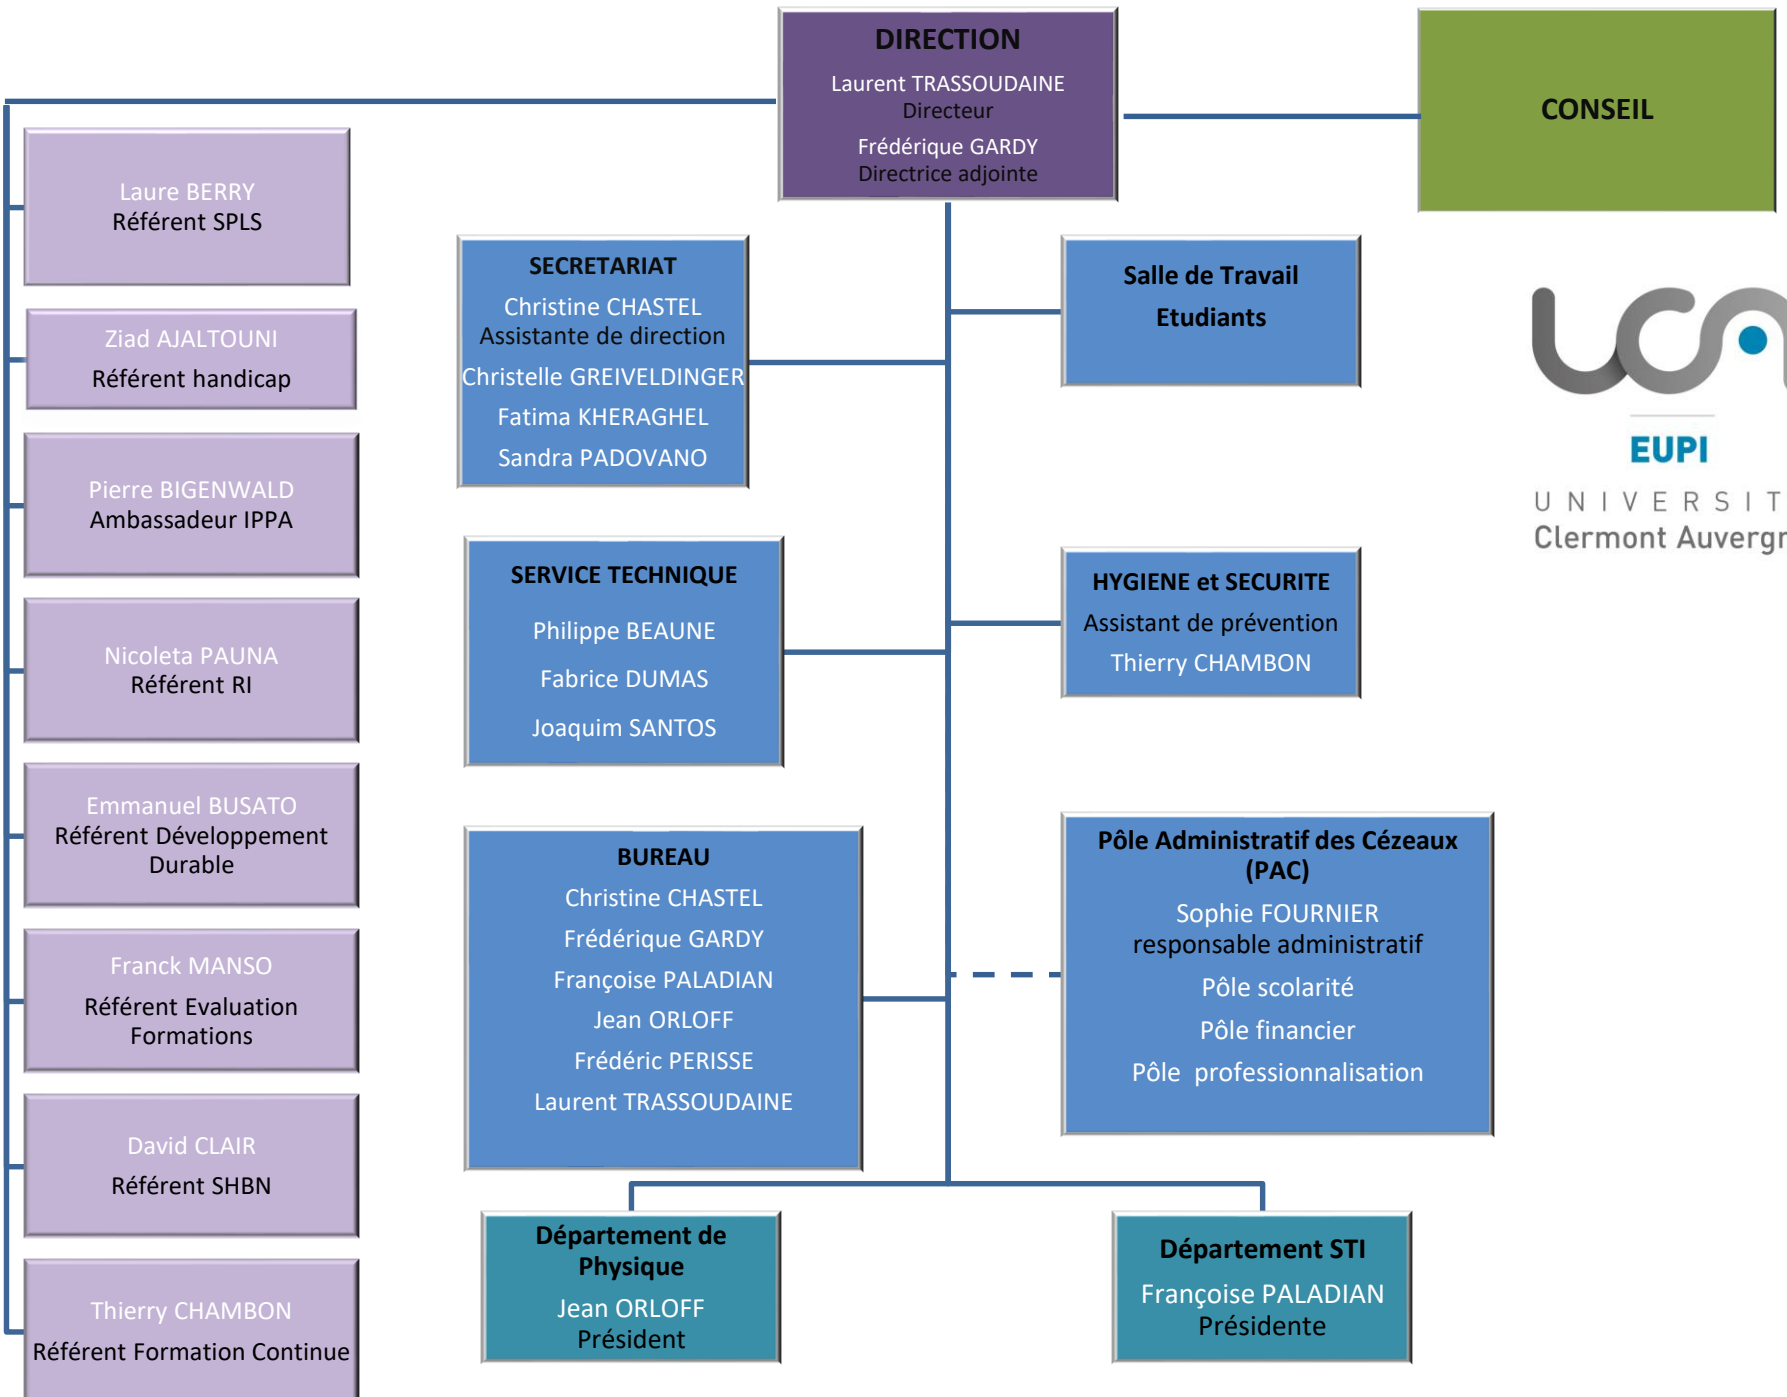 DIRECTION
Laurent TRASSOUDAINE
Directeur
Frédérique GARDY
Directrice adjointe
CONSEIL
Laure BERRY
Référent SPLS
Ziad AJALTOUNI
Référent handicap
Pierre BIGENWALD
Ambassadeur IPPA
Nicoleta PAUNA
Référent RI
Emmanuel BUSATO
Référent Développement
Durable
Franck MANSO
Référent Evaluation
Formations
David CLAIR
Référent SHBN
Thierry CHAMBON
Référent Formation Continue
SECRETARIAT
Christine CHASTEL
Assistante de direction
Christelle GREIVELDINGER
Fatima KHERAGHEL
Sandra PADOVANO
SERVICE TECHNIQUE
Philippe BEAUNE
Fabrice DUMAS
Joaquim SANTOS
BUREAU
Christine CHASTEL
Frédérique GARDY
Françoise PALADIAN
Jean ORLOFF
Frédéric PERISSE
Laurent TRASSOUDAINE
Salle de Travail
Etudiants
HYGIENE et SECURITE
Assistant de prévention
Thierry CHAMBON
Pôle Administratif des Cézeaux
(PAC)
Sophie FOURNIER
responsable administratif
Pôle scolarité
Pôle financier
Pôle professionnalisation
Département de
Physique
Jean ORLOFF
Président
Département STI
Françoise PALADIAN
Présidente
UCA
EUPI
UNIVERSIT
Clermont Auvergn